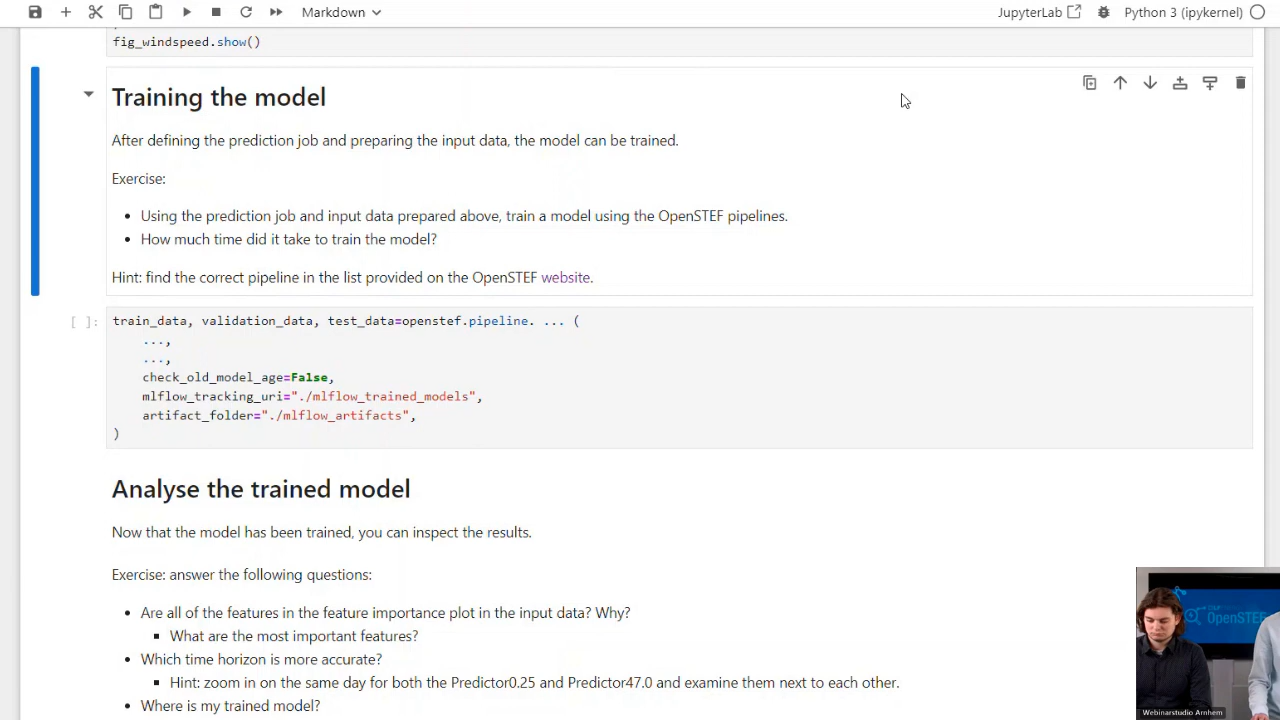 Markdown
JupyterLab
Python 3 (ipykernel)
fig_windspeed.show()
Training the model
After defining the prediction job and preparing the input data, the model can be trained.
Exercise:
• Using the prediction job and input data prepared above, train a model using the OpenSTEF pipelines.
• How much time did it take to train the model?
Hint: find the correct pipeline in the list provided on the OpenSTEF website.
[ ]:
train_data, validation_data, test_data=openstef.pipeline. ... (
...,
...,
check_old_model_age=False,
mlflow_tracking_uri="./mlflow_trained_models",
artifact_folder="./mlflow_artifacts",
)
Analyse the trained model
Now that the model has been trained, you can inspect the results.
Exercise: answer the following questions:
• Are all of the features in the feature importance plot in the input data? Why?
▪ What are the most important features?
• Which time horizon is more accurate?
▪ Hint: zoom in on the same day for both the Predictor0.25 and Predictor47.0 and examine them next to each other.
• Where is my trained model?
OpenSTEF
Webinarstudio Arnhem